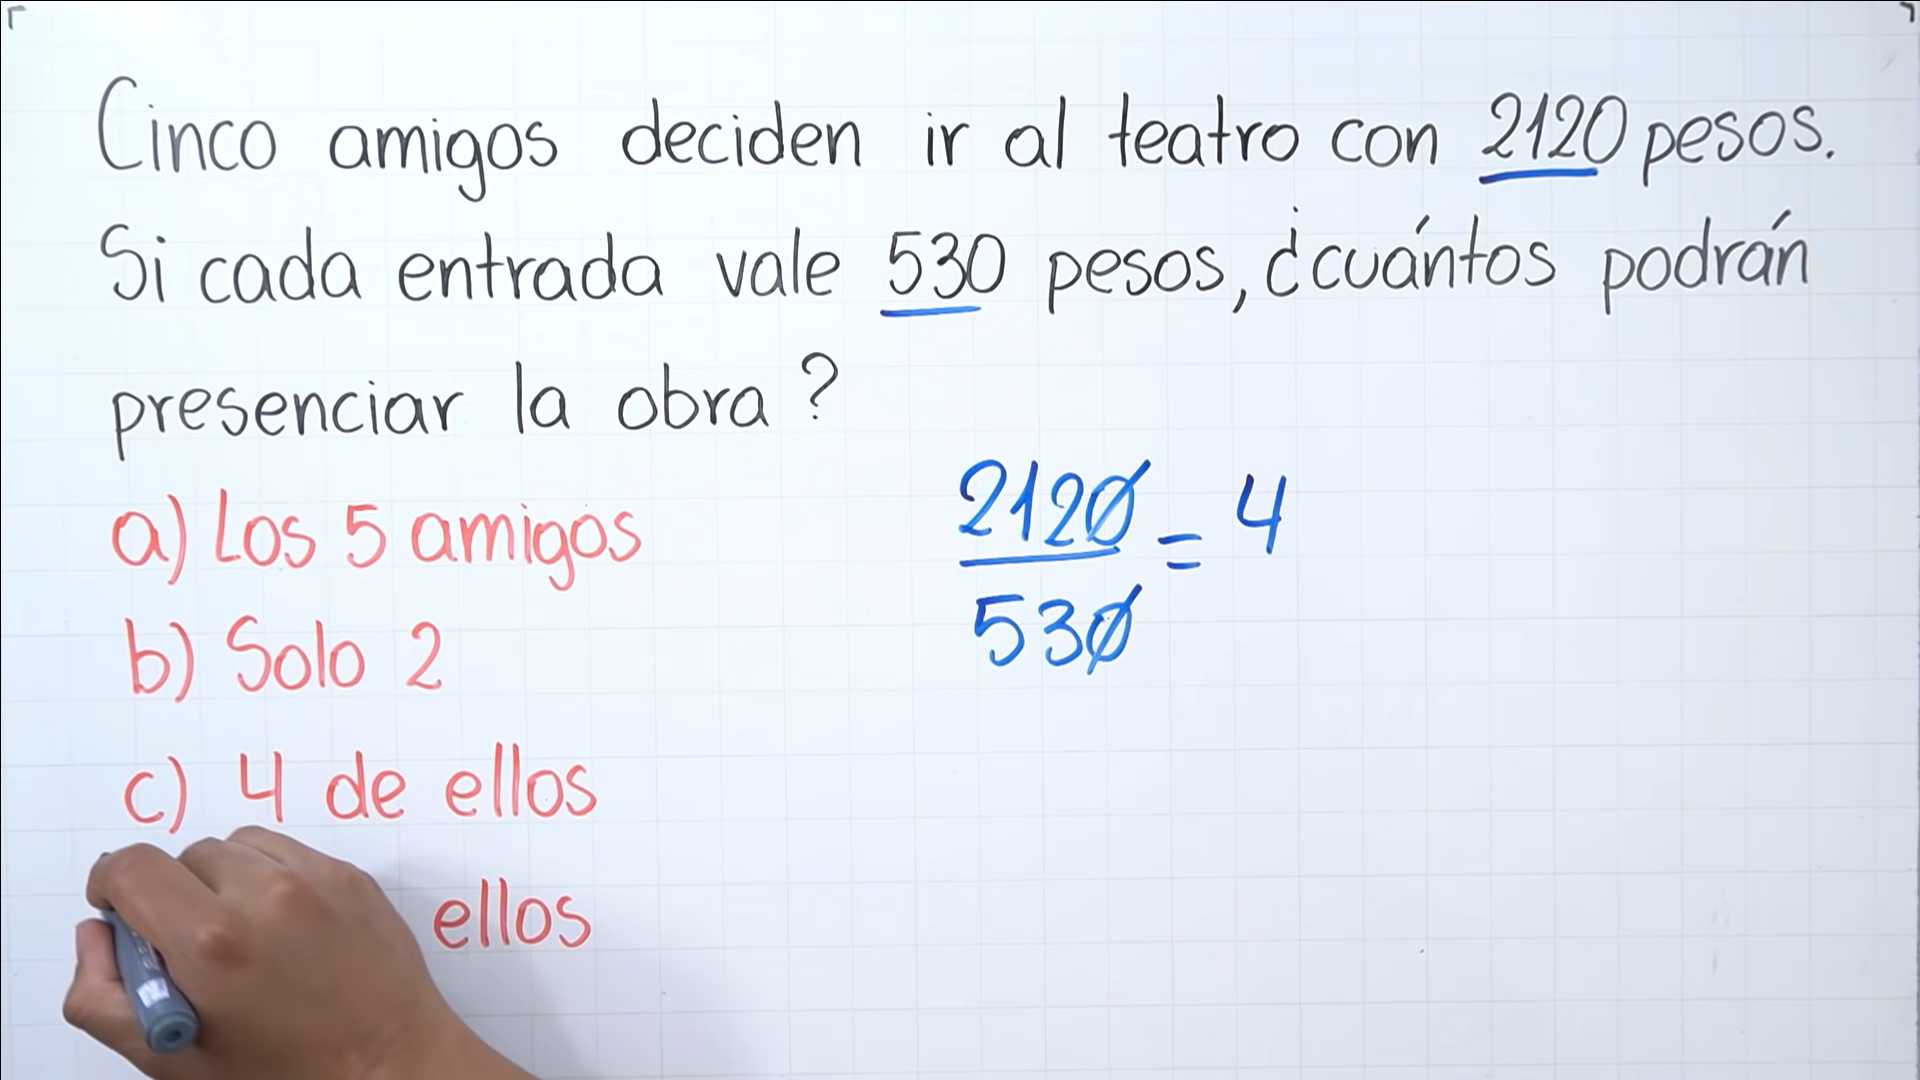 Cinco amigos deciden ir al teatro con 2120 pesos.
Si cada entrada vale 530 pesos, ¿cuántos podrán
presenciar la obra?
a) Los 5 amigos
2120
530
= 4
b) Solo 2
c) 4 de ellos
ellos